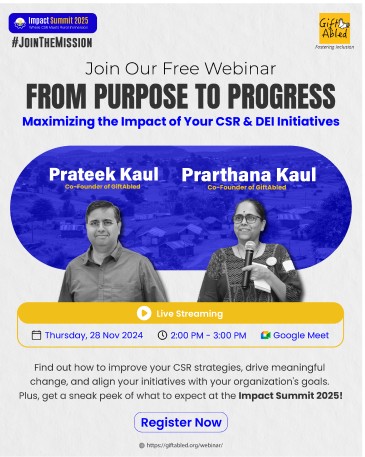 Impact Summit 2025
#JOINTHEMISSION
Gift Abled
Fostering Inclusion
Join Our Free Webinar
FROM PURPOSE TO PROGRESS
Maximizing the Impact of Your CSR & DEI Initiatives
Prateek Kaul
Co-Founder of GiftAbled
Prarthana Kaul
Co-Founder of GiftAbled
Live Streaming
Thursday, 28 Nov 2024
2:00 PM - 3:00 PM
Google Meet
Find out how to improve your CSR strategies, drive meaningful
change, and align your initiatives with your organization's goals.
Plus, get a sneak peek of what to expect at the Impact Summit 2025!
Register Now
https://giftabled.org/webinar/